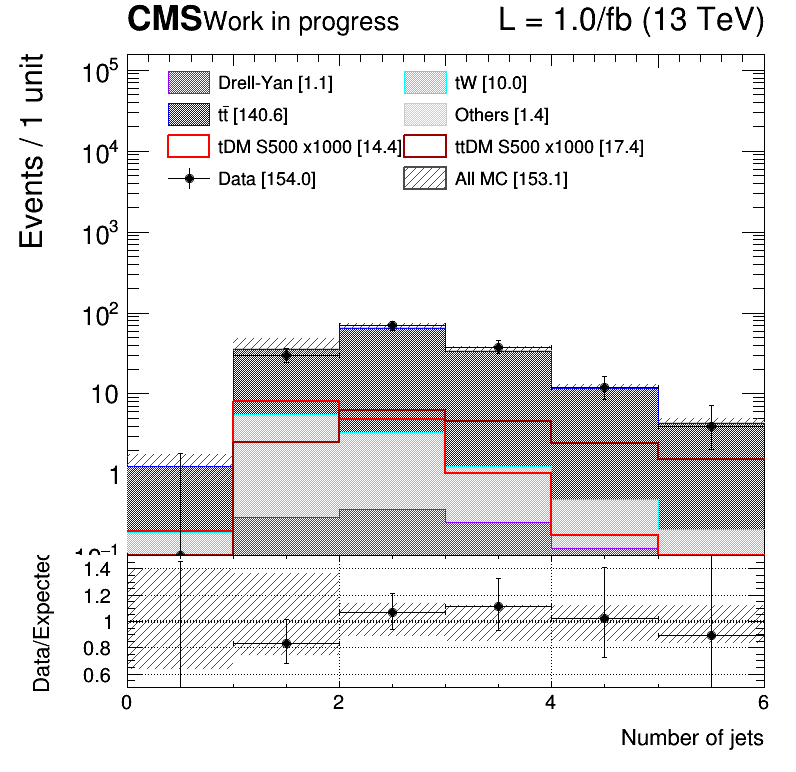 CMS Work in progress L = 1.0/fb (13 TeV)
Events / 1 unit
10⁵
10⁴
10³
10²
10
1
10⁻¹
Drell-Yan [1.1] tW [10.0]
tt̄ [140.6] Others [1.4]
tDM S500 x1000 [14.4] ttDM S500 x1000 [17.4]
Data [154.0] All MC [153.1]
Data/Expected
1.4
1.2
1
0.8
0.6
0 2 4 6
Number of jets